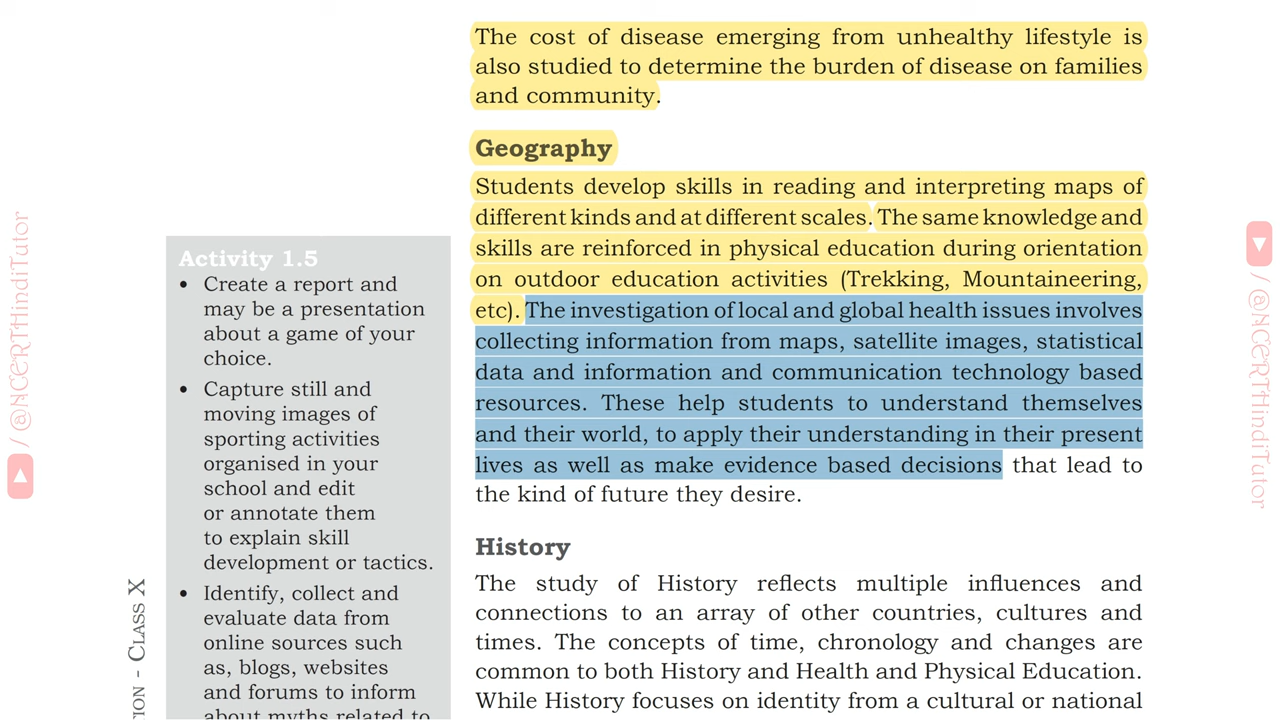 The cost of disease emerging from unhealthy lifestyle is
also studied to determine the burden of disease on families
and community.
Geography
Students develop skills in reading and interpreting maps of
different kinds and at different scales. The same knowledge and
skills are reinforced in physical education during orientation
on outdoor education activities (Trekking, Mountaineering,
etc). The investigation of local and global health issues involves
collecting information from maps, satellite images, statistical
data and information and communication technology based
resources. These help students to understand themselves
and their world, to apply their understanding in their present
lives as well as make evidence based decisions that lead to
the kind of future they desire.
History
The study of History reflects multiple influences and
connections to an array of other countries, cultures and
times. The concepts of time, chronology and changes are
common to both History and Health and Physical Education.
While History focuses on identity from a cultural or national
Activity 1.5
• Create a report and
may be a presentation
about a game of your
choice.
• Capture still and
moving images of
sporting activities
organised in your
school and edit
or annotate them
to explain skill
development or tactics.
• Identify, collect and
evaluate data from
online sources such
as, blogs, websites
and forums to inform
about myths related to
TION - CLASS X
/ @NCERTHindiTutor
/ @NCERTHindiTutor